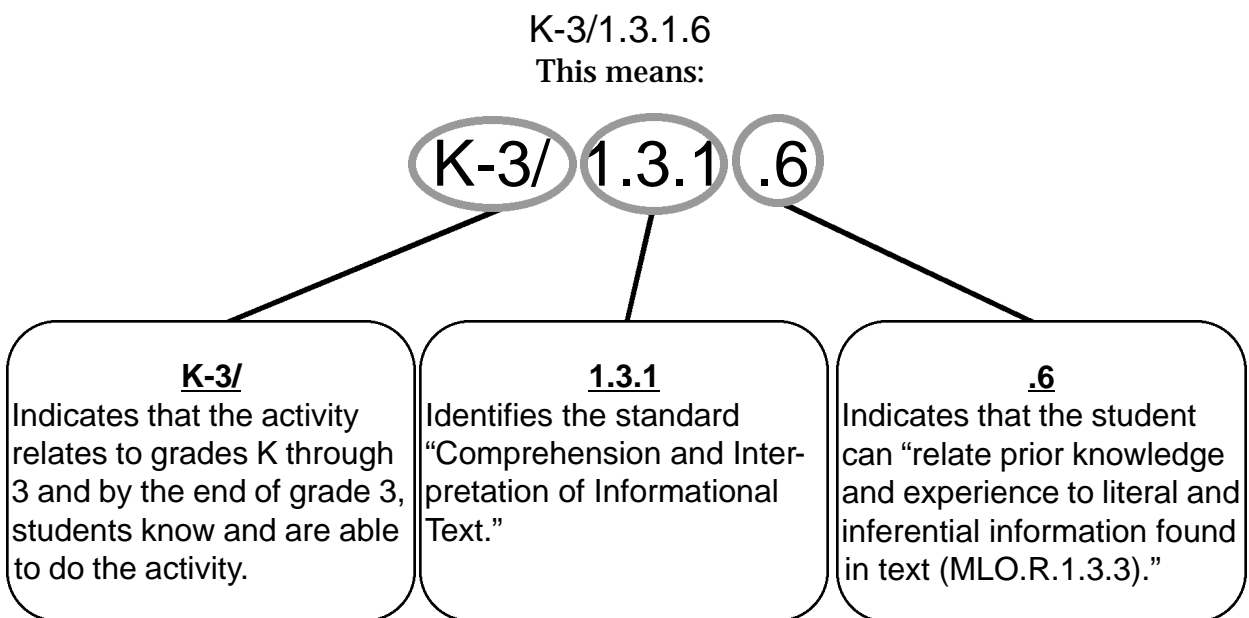 K-3/1.3.1.6
This means:
K-3/ 1.3.1 .6
K-3/
Indicates that the activity
relates to grades K through
3 and by the end of grade 3,
students know and are able
to do the activity.
1.3.1
Identifies the standard
“Comprehension and Inter-
pretation of Informational
Text.”
.6
Indicates that the student
can “relate prior knowledge
and experience to literal and
inferential information found
in text (MLO.R.1.3.3).”